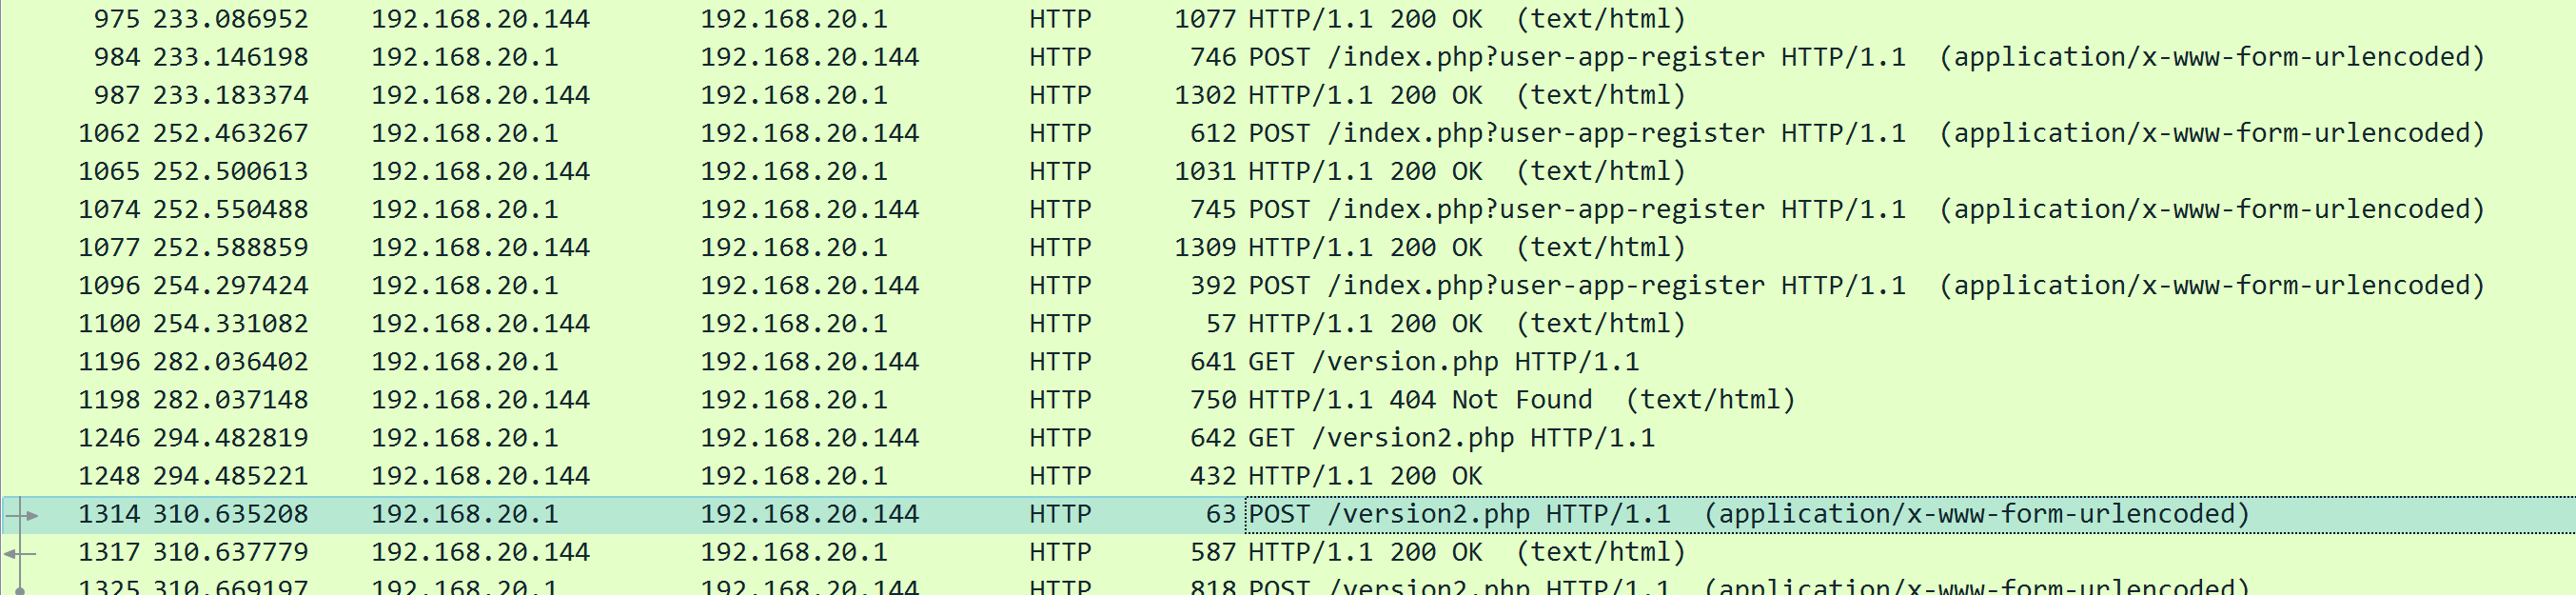 975 233.086952 192.168.20.144 192.168.20.1 HTTP 1077 HTTP/1.1 200 OK (text/html)
984 233.146198 192.168.20.1 192.168.20.144 HTTP 746 POST /index.php?user-app-register HTTP/1.1 (application/x-www-form-urlencoded)
987 233.183374 192.168.20.144 192.168.20.1 HTTP 1302 HTTP/1.1 200 OK (text/html)
1062 252.463267 192.168.20.1 192.168.20.144 HTTP 612 POST /index.php?user-app-register HTTP/1.1 (application/x-www-form-urlencoded)
1065 252.500613 192.168.20.144 192.168.20.1 HTTP 1031 HTTP/1.1 200 OK (text/html)
1074 252.550488 192.168.20.1 192.168.20.144 HTTP 745 POST /index.php?user-app-register HTTP/1.1 (application/x-www-form-urlencoded)
1077 252.588859 192.168.20.144 192.168.20.1 HTTP 1309 HTTP/1.1 200 OK (text/html)
1096 254.297424 192.168.20.1 192.168.20.144 HTTP 392 POST /index.php?user-app-register HTTP/1.1 (application/x-www-form-urlencoded)
1100 254.331082 192.168.20.144 192.168.20.1 HTTP 57 HTTP/1.1 200 OK (text/html)
1196 282.036402 192.168.20.1 192.168.20.144 HTTP 641 GET /version.php HTTP/1.1
1198 282.037148 192.168.20.144 192.168.20.1 HTTP 750 HTTP/1.1 404 Not Found (text/html)
1246 294.482819 192.168.20.1 192.168.20.144 HTTP 642 GET /version2.php HTTP/1.1
1248 294.485221 192.168.20.144 192.168.20.1 HTTP 432 HTTP/1.1 200 OK
1314 310.635208 192.168.20.1 192.168.20.144 HTTP 63 POST /version2.php HTTP/1.1 (application/x-www-form-urlencoded)
1317 310.637779 192.168.20.144 192.168.20.1 HTTP 587 HTTP/1.1 200 OK (text/html)
1325 310.669197 192.168.20.1 192.168.20.144 HTTP 818 POST /version2.php HTTP/1.1 (application/x-www-form-urlencoded)